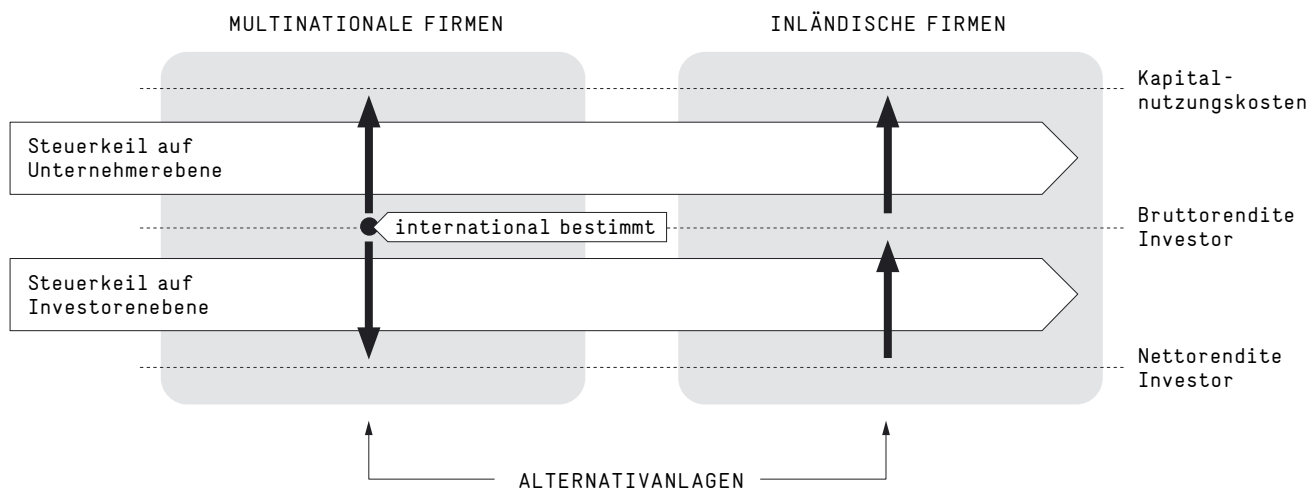 MULTINATIONALE FIRMEN
INLÄNDISCHE FIRMEN
Kapital-
nutzungskosten
Steuerkeil auf
Unternehmerebene
international bestimmt
Bruttorendite
Investor
Steuerkeil auf
Investorenebene
Nettorendite
Investor
ALTERNATIVANLAGEN